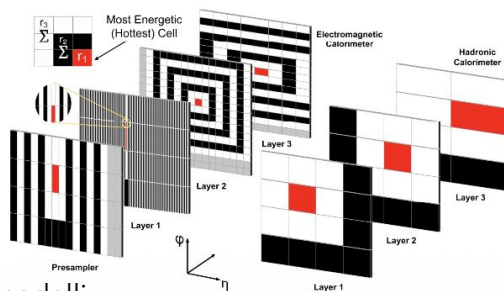 r3
Σ
r2
Σ
r1
Most Energetic
(Hottest) Cell
Electromagnetic
Calorimeter
Hadronic
Calorimeter
Layer 3
Layer 2
Layer 1
Presampler
φ
η
Layer 3
Layer 2
Layer 1